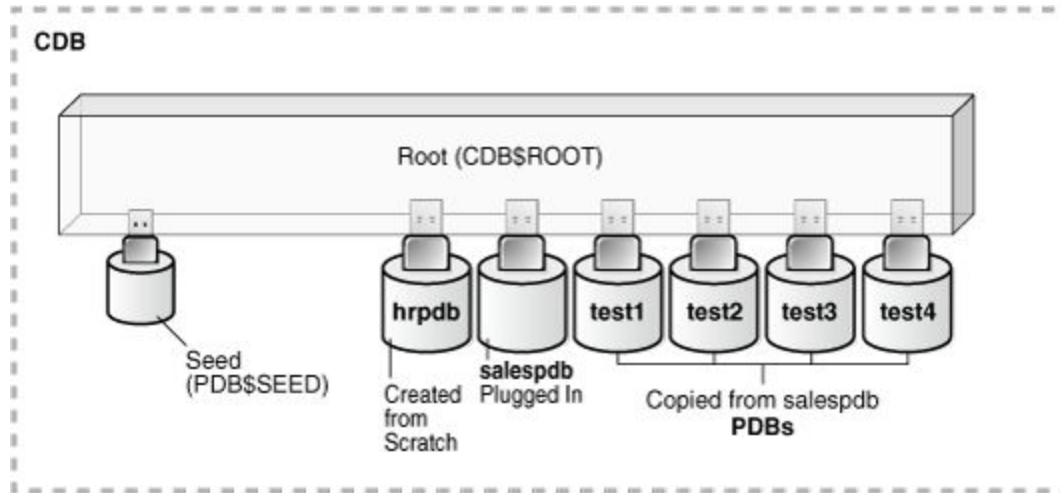 CDB
Root (CDB$ROOT)
hrpdb
test1
test2
test3
test4
Seed
(PDB$SEED)
Created
from
Scratch
salespdb
Plugged In
Copied from salespdb
PDBs